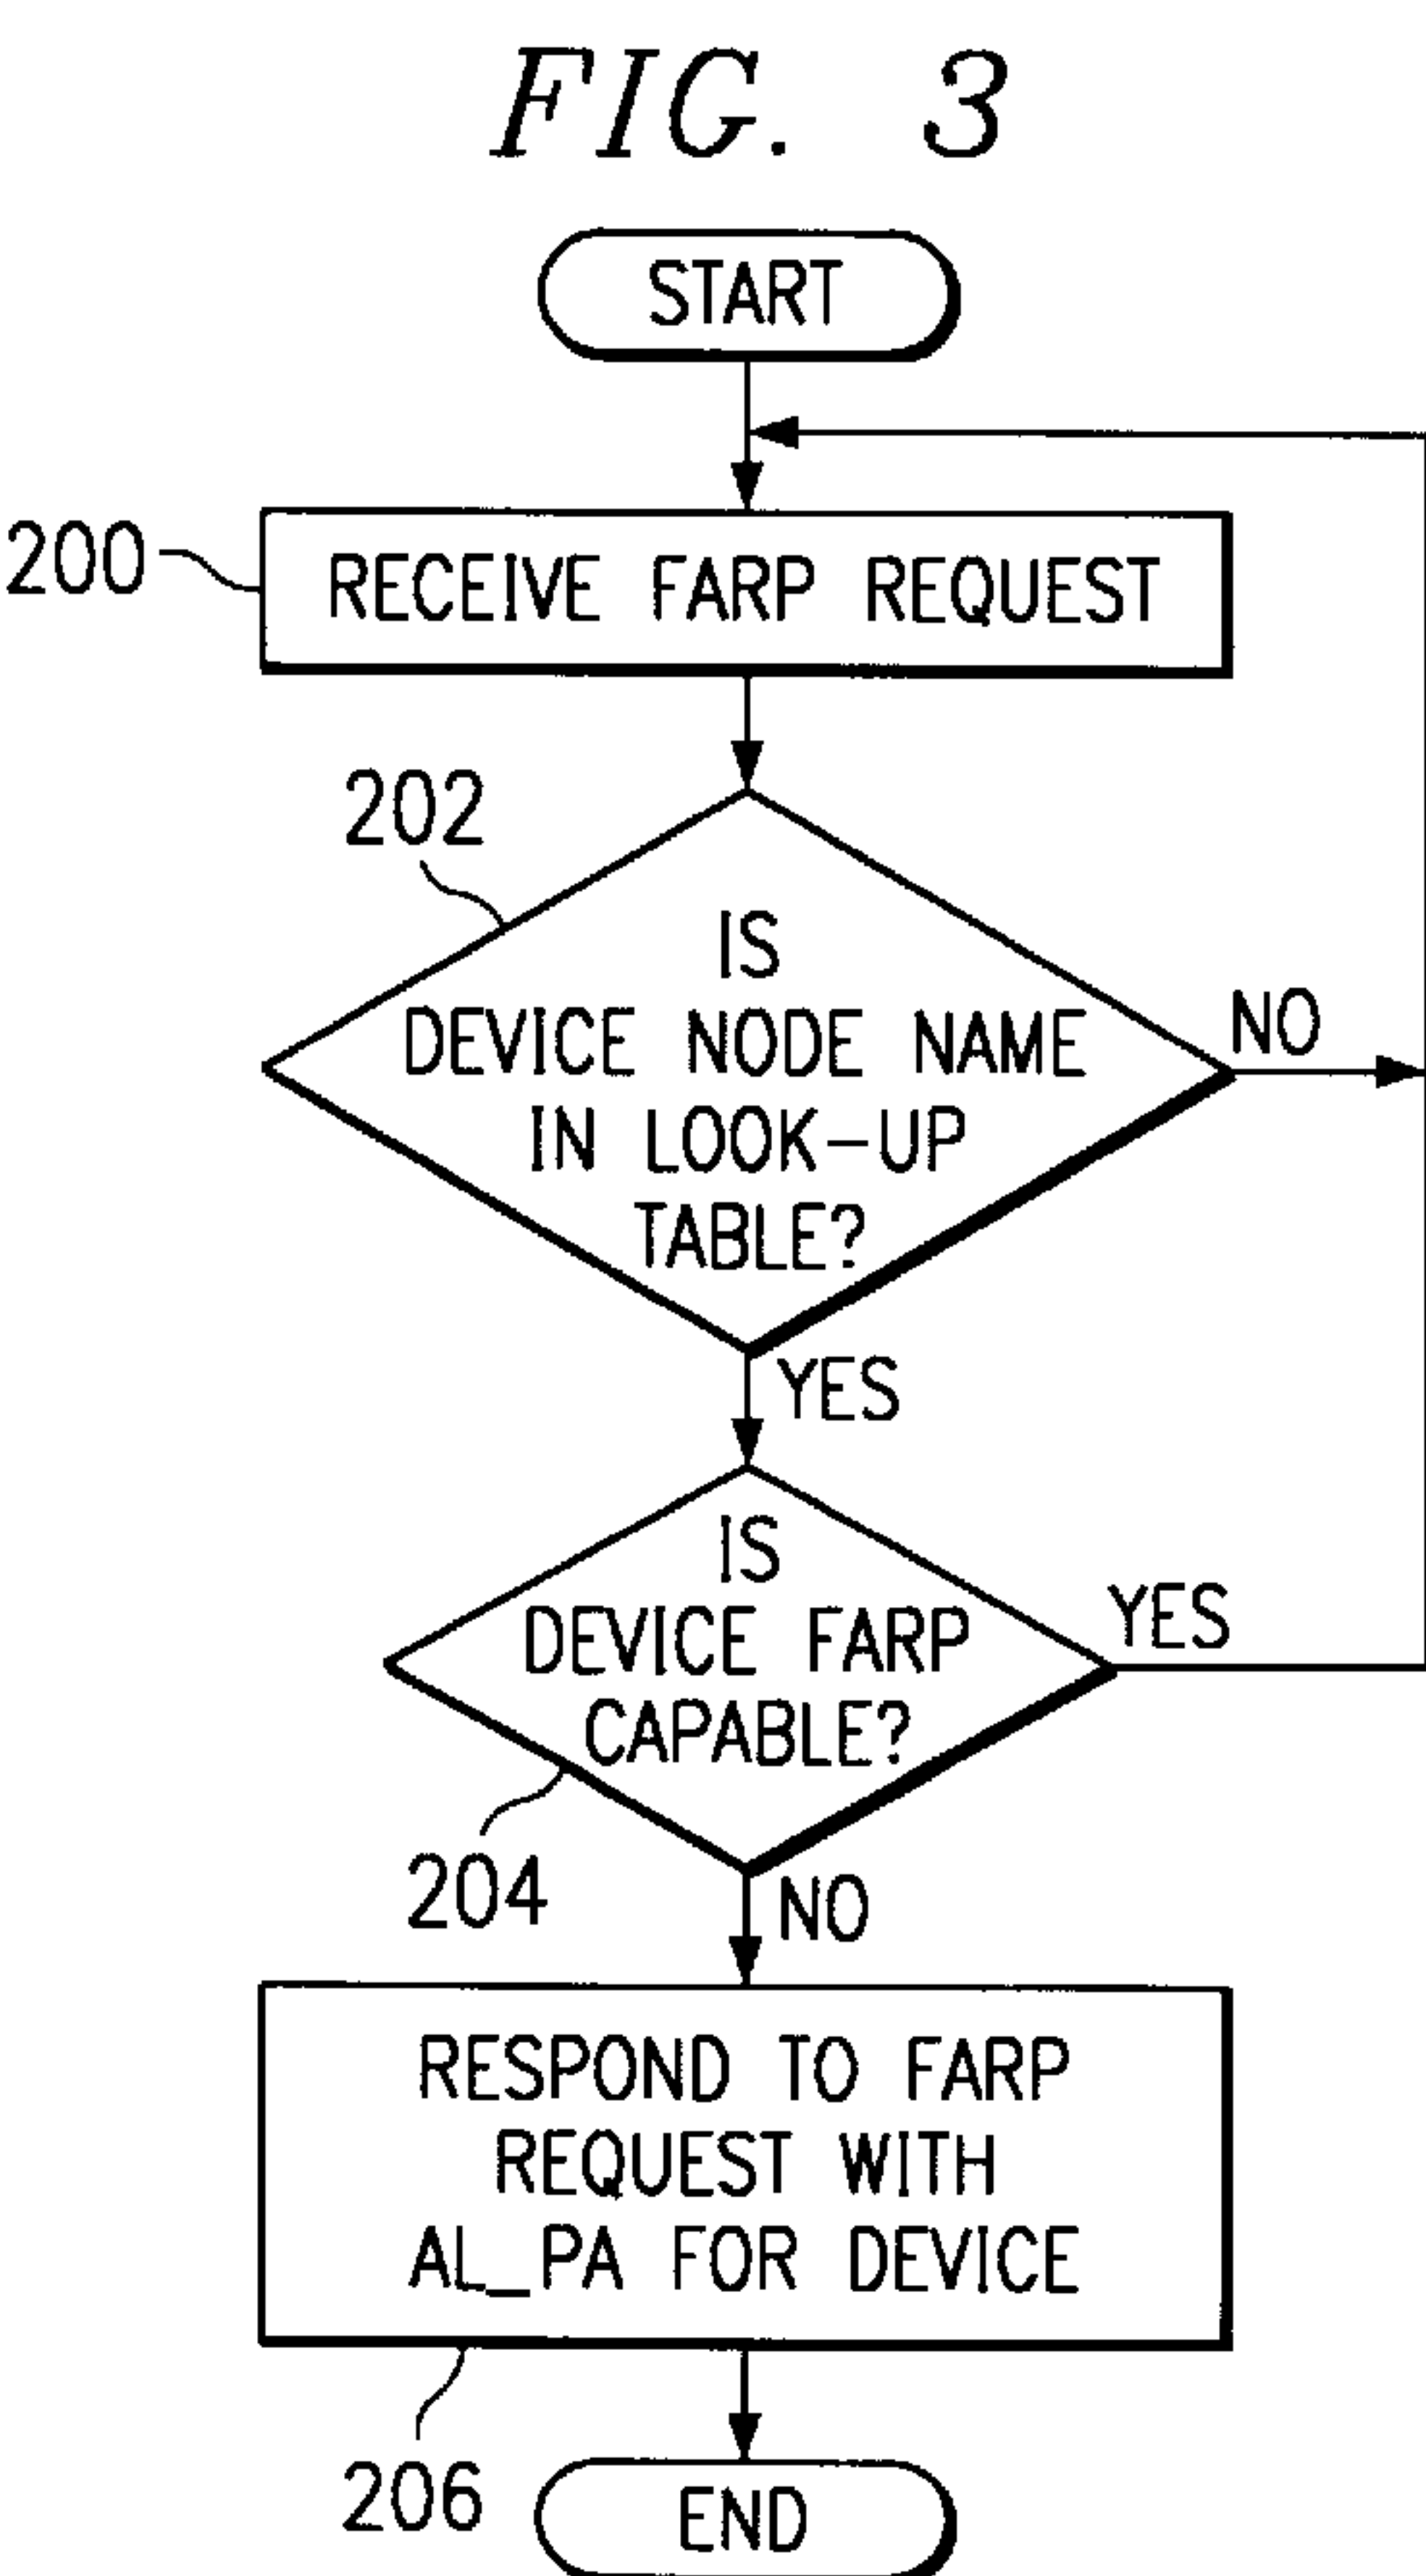 FIG. 3
START
200
RECEIVE FARP REQUEST
202
IS
DEVICE NODE NAME
IN LOOK-UP
TABLE?
NO
YES
IS
DEVICE FARP
CAPABLE?
YES
204
NO
RESPOND TO FARP
REQUEST WITH
AL_PA FOR DEVICE
206
END